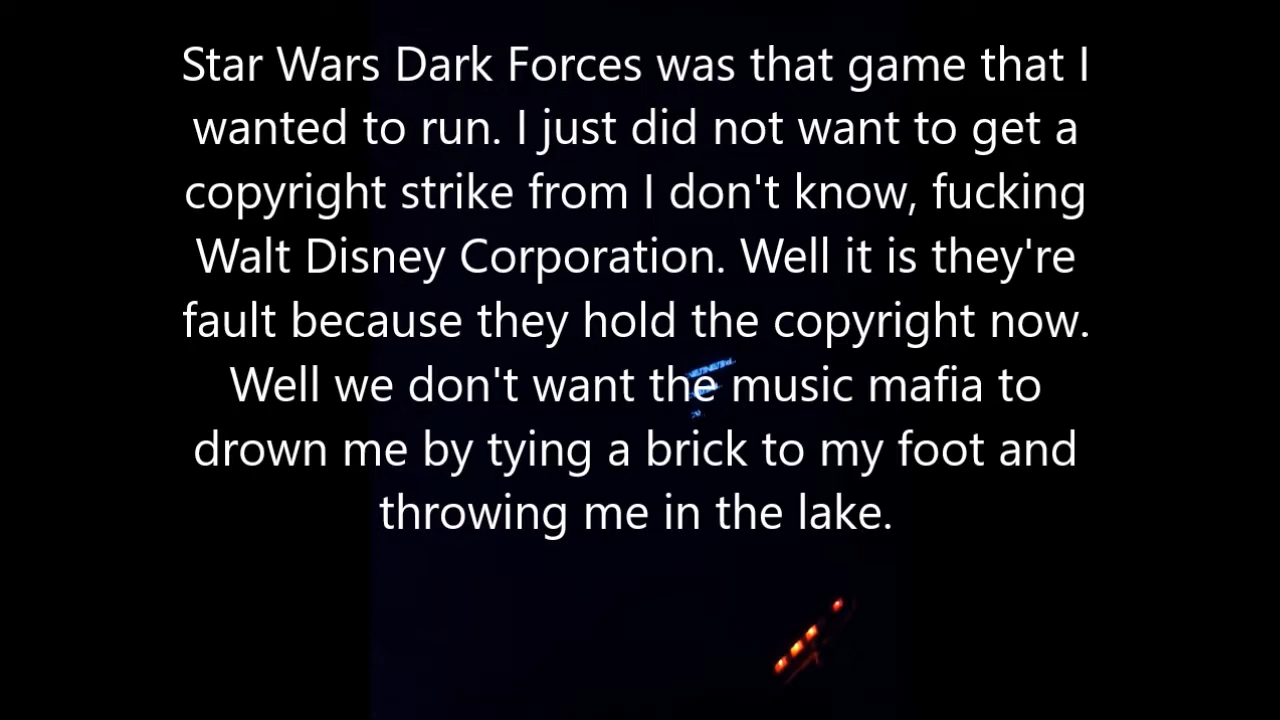 Star Wars Dark Forces was that game that I
wanted to run. I just did not want to get a
copyright strike from I don't know, fucking
Walt Disney Corporation. Well it is they're
fault because they hold the copyright now.
Well we don't want the music mafia to
drown me by tying a brick to my foot and
throwing me in the lake.